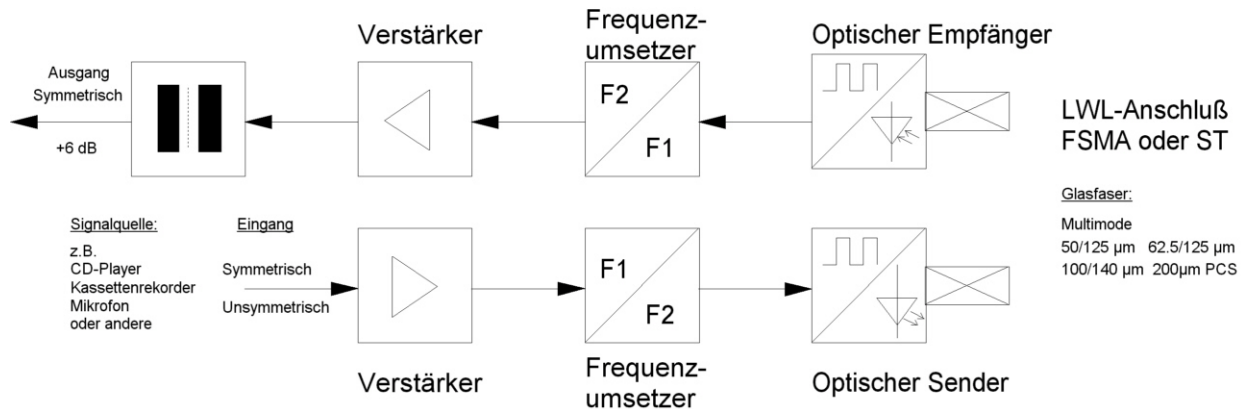 Verstärker
Frequenz-
umsetzer
Optischer Empfänger
Ausgang
Symmetrisch
+6 dB
F2
F1
LWL-Anschluß
FSMA oder ST
Glasfaser:
Multimode
50/125 µm 62.5/125 µm
100/140 µm 200µm PCS
Signalquelle:
z.B.
CD-Player
Kassettenrekorder
Mikrofon
oder andere
Eingang
Symmetrisch
Unsymmetrisch
F1
F2
Verstärker
Frequenz-
umsetzer
Optischer Sender